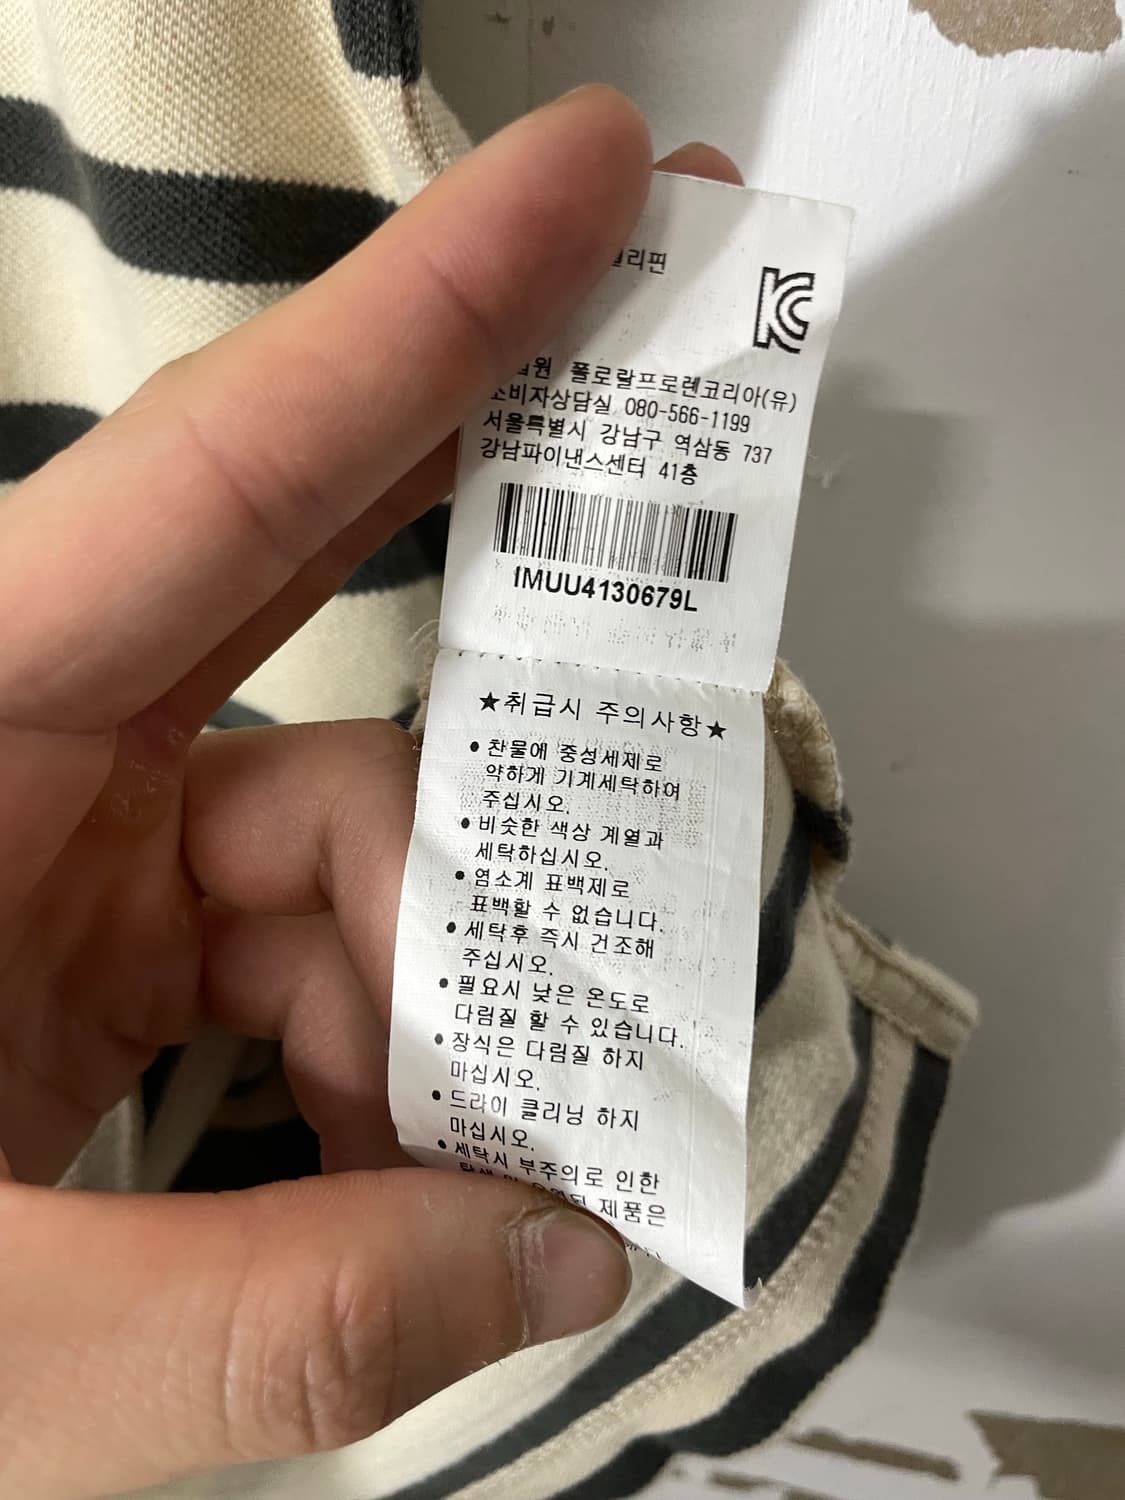 KC
폴로랄프로렌코리아(유)
소비자상담실 080-566-1199
서울특별시 강남구 역삼동 737
강남파이낸스센터 41층
IMUU4130679L
★취급시 주의사항★
• 찬물에 중성세제로
약하게 기계세탁하여
주십시오.
• 비슷한 색상 계열과
세탁하십시오.
• 염소계 표백제로
표백할 수 없습니다.
• 세탁후 즉시 건조해
주십시오.
• 필요시 낮은 온도로
다림질 할 수 있습니다.
• 장식은 다림질 하지
마십시오.
• 드라이 클리닝 하지
마십시오.
• 세탁시 부주의로 인한
제품은